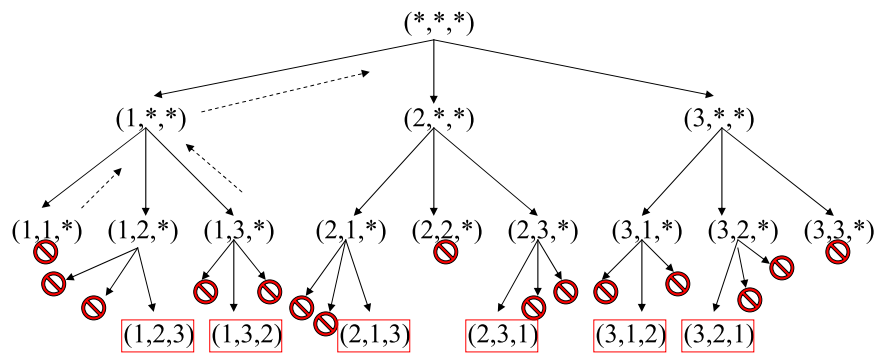 (*,*,*)
(1,*,*) (2,*,*) (3,*,*)
(1,1,*) (1,2,*) (1,3,*) (2,1,*) (2,2,*) (2,3,*) (3,1,*) (3,2,*) (3,3,*)
(1,2,3) (1,3,2) (2,1,3) (2,3,1) (3,1,2) (3,2,1)